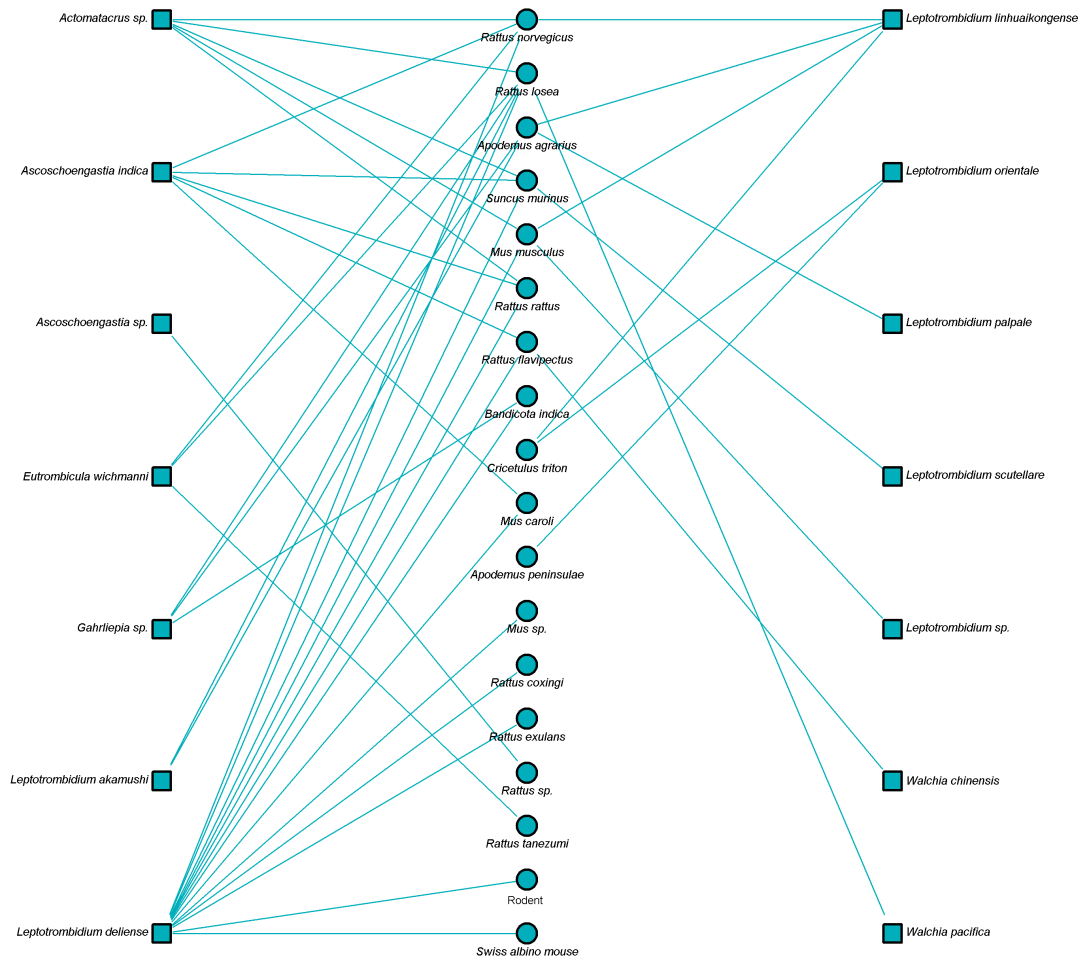 Actomatacrus sp.
Ascoschoengastia indica
Ascoschoengastia sp.
Eutrombicula wichmanni
Gahrliepia sp.
Leptotrombidium akamushi
Leptotrombidium deliense
Rattus norvegicus
Rattus losea
Apodemus agrarius
Suncus murinus
Mus musculus
Rattus rattus
Rattus flavipectus
Bandicota indica
Cricetulus triton
Mus caroli
Apodemus peninsulae
Mus sp.
Rattus coxingi
Rattus exulans
Rattus sp.
Rattus tanezumi
Rodent
Swiss albino mouse
Leptotrombidium linhuaikongense
Leptotrombidium orientale
Leptotrombidium palpale
Leptotrombidium scutellare
Leptotrombidium sp.
Walchia chinensis
Walchia pacifica